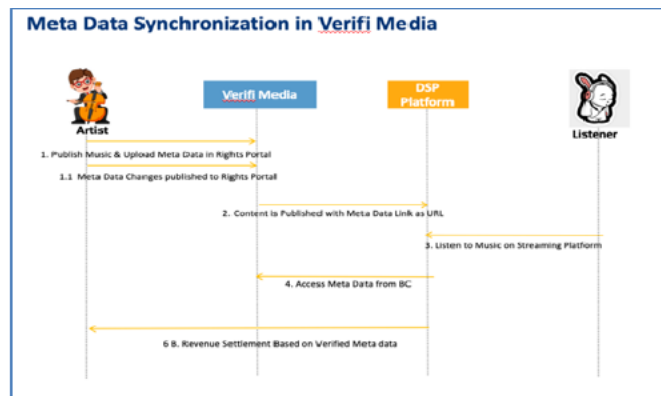 Meta Data Synchronization in Verifi Media
Verifi Media
DSP
Platform
Artist
Listener
1. Publish Music & Upload Meta Data in Rights Portal
1.1 Meta Data Changes published to Rights Portal
2. Content is Published with Meta Data Link as URL
3. Listen to Music on Streaming Platform
4. Access Meta Data from BC
6 B. Revenue Settlement Based on Verified Meta data